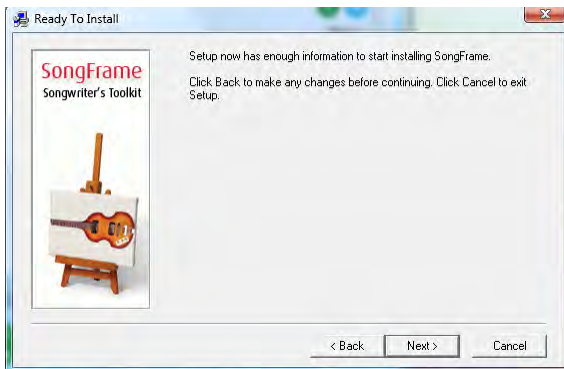 Ready To Install
SongFrame
Songwriter's Toolkit
Setup now has enough information to start installing SongFrame.
Click Back to make any changes before continuing. Click Cancel to exit
Setup.
< Back
Next >
Cancel